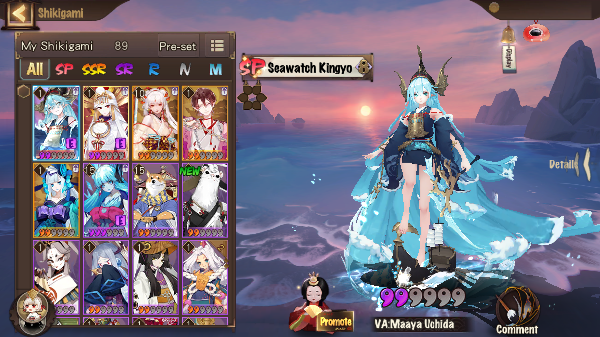 Shikigami
My Shikigami 89 Pre-set
All SP SSR SR R N M
SP Seawatch Kingyo
Display
Detail
NEW
Promote
VA:Maaya Uchida
Comment